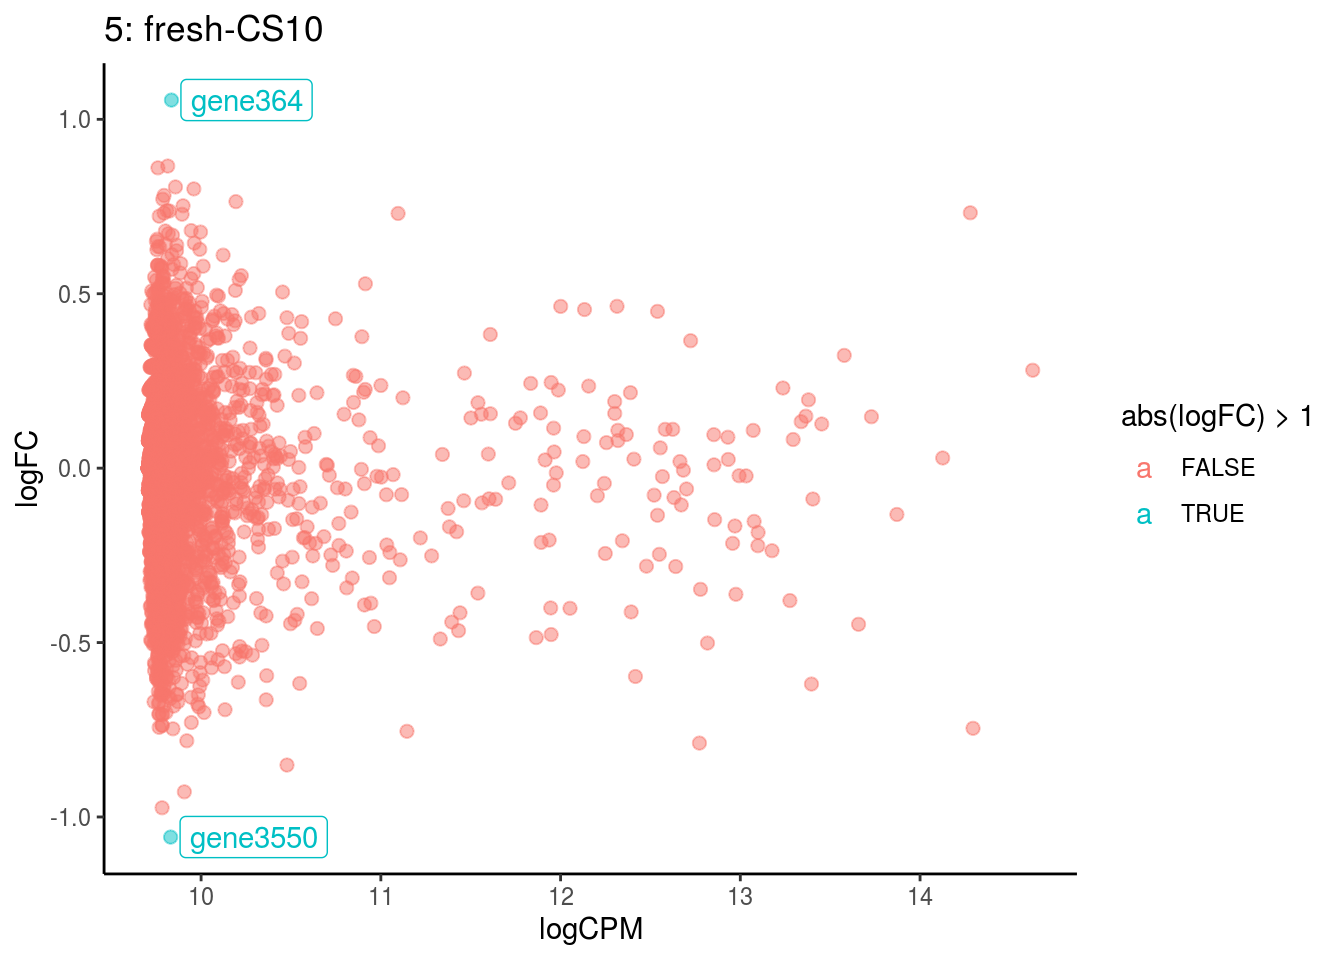 5: fresh-CS10
gene364
1.0
0.5
0.0
-0.5
-1.0
logFC
gene3550
10 11 12 13 14
logCPM
abs(logFC) > 1
a FALSE
a TRUE